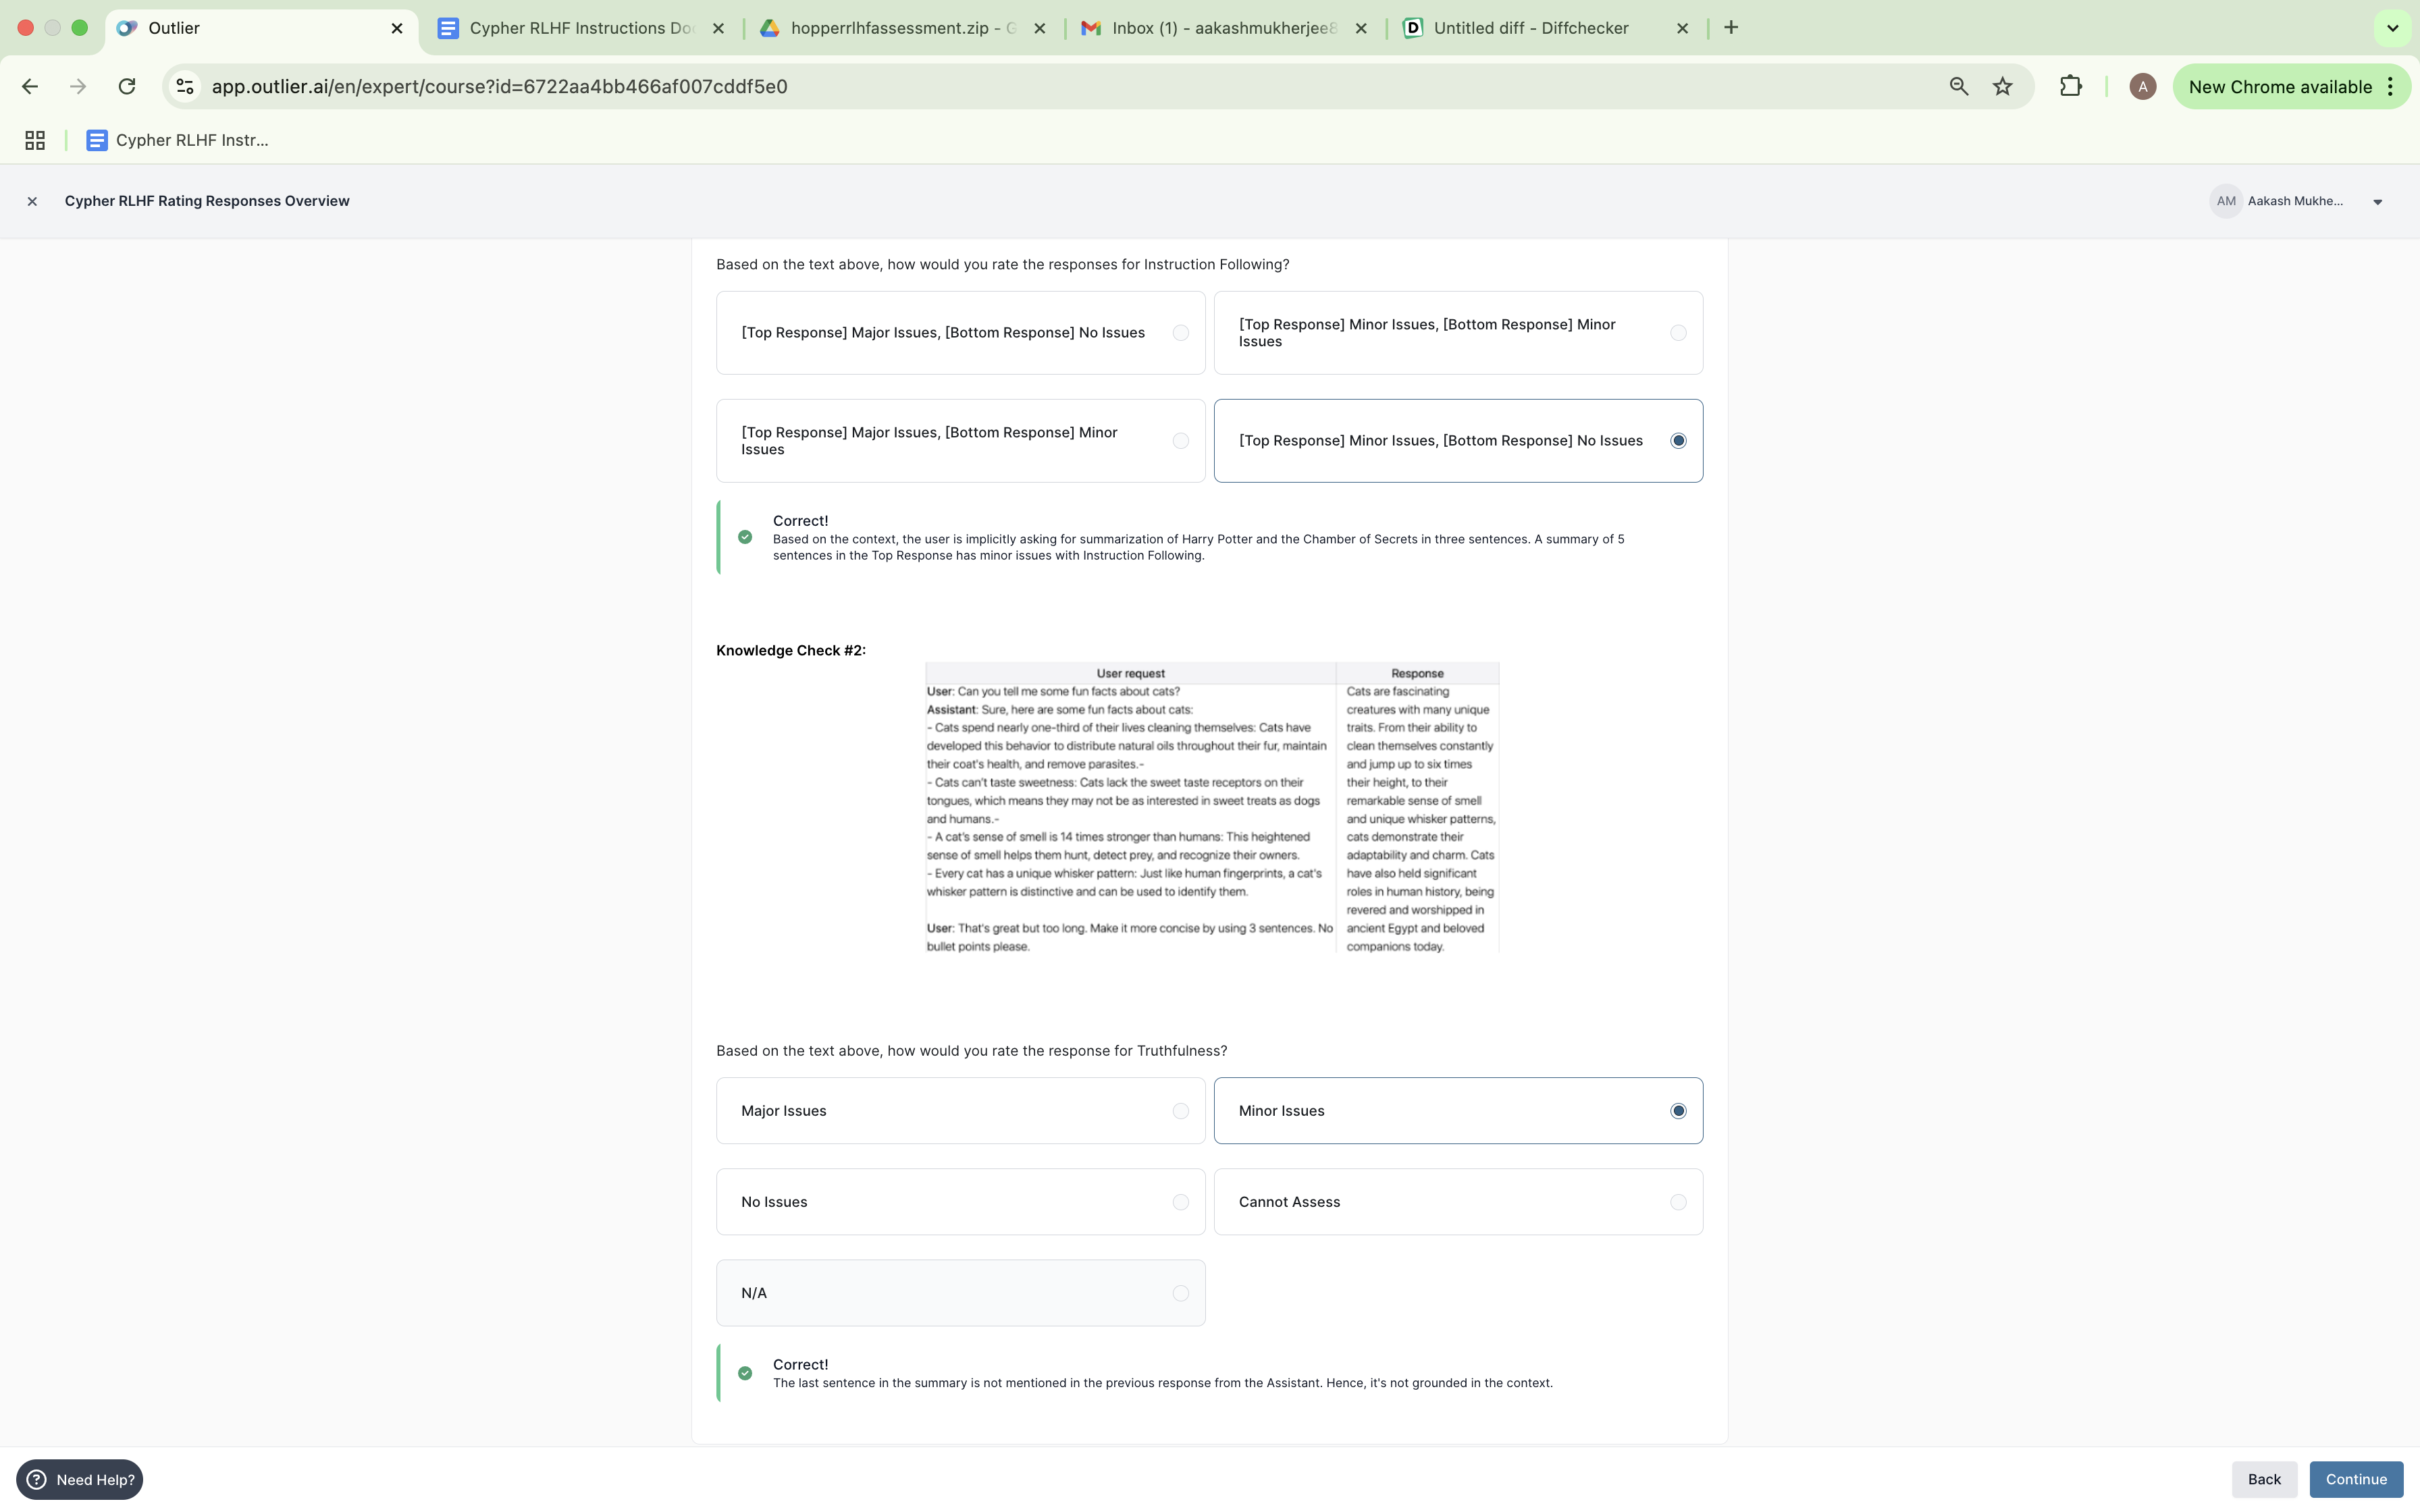 Outlier
Cypher RLHF Instructions Doc
hopperrlhfassessment.zip - G
Inbox (1) - aakashmukherjee8
Untitled diff - Diffchecker
app.outlier.ai/en/expert/course?id=6722aa4bb466af007cddf5e0
A
New Chrome available
Cypher RLHF Instr...
Cypher RLHF Rating Responses Overview
AM Aakash Mukhe...
Based on the text above, how would you rate the responses for Instruction Following?
[Top Response] Major Issues, [Bottom Response] No Issues
[Top Response] Minor Issues, [Bottom Response] Minor
Issues
[Top Response] Major Issues, [Bottom Response] Minor
Issues
[Top Response] Minor Issues, [Bottom Response] No Issues
Correct!
Based on the context, the user is implicitly asking for summarization of Harry Potter and the Chamber of Secrets in three sentences. A summary of 5
sentences in the Top Response has minor issues with Instruction Following.
Knowledge Check #2:
User request
User: Can you tell me some fun facts about cats?
Assistant: Sure, here are some fun facts about cats:
- Cats spend nearly one-third of their lives cleaning themselves: Cats have
developed this behavior to distribute natural oils throughout their fur, maintain
their coat's health, and remove parasites.-
- Cats can't taste sweetness: Cats lack the sweet taste receptors on their
tongues, which means they may not be as interested in sweet treats as dogs
and humans.-
- A cat's sense of smell is 14 times stronger than humans: This heightened
sense of smell helps them hunt, detect prey, and recognize their owners.
- Every cat has a unique whisker pattern: Just like human fingerprints, a cat's
whisker pattern is distinctive and can be used to identify them.
User: That's great but too long. Make it more concise by using 3 sentences. No
bullet points please.
Response
Cats are fascinating
creatures with many unique
traits. From their ability to
clean themselves constantly
and jump up to six times
their height, to their
remarkable sense of smell
and unique whisker patterns,
cats demonstrate their
adaptability and charm. Cats
have also held significant
roles in human history, being
revered and worshipped in
ancient Egypt and beloved
companions today.
Based on the text above, how would you rate the response for Truthfulness?
Major Issues
Minor Issues
No Issues
Cannot Assess
N/A
Correct!
The last sentence in the summary is not mentioned in the previous response from the Assistant. Hence, it's not grounded in the context.
Need Help?
Back
Continue